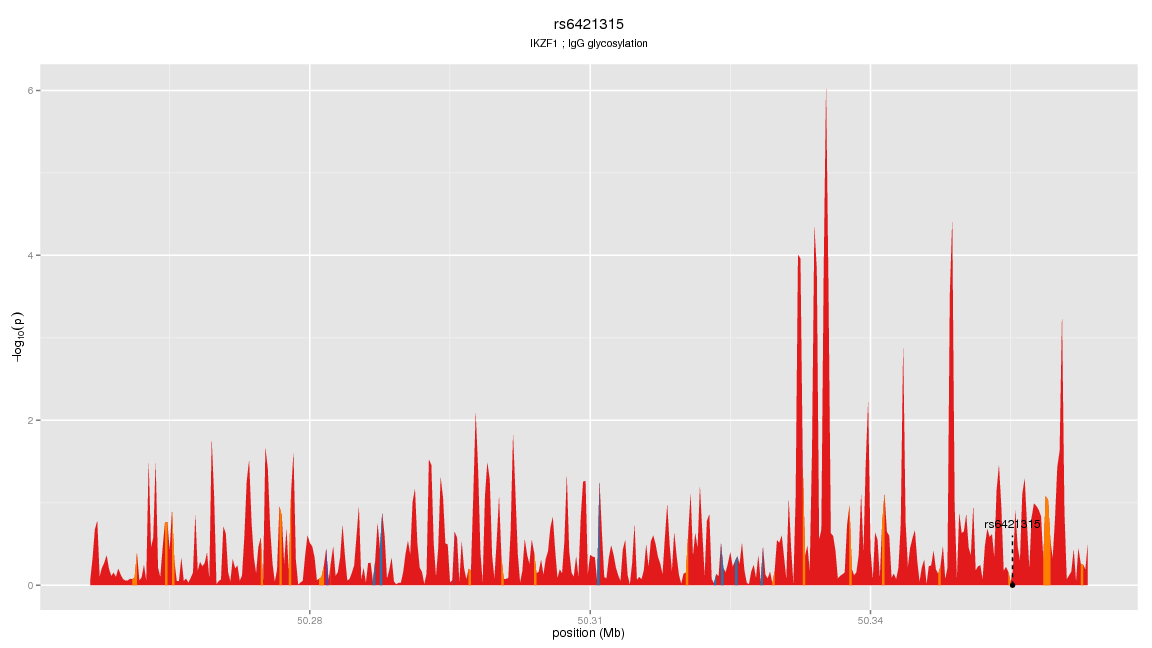 rs6421315
IKZF1 ; IgG glycosylation
6
4
2
0
−log10(p)
rs6421315
50.28
50.31
50.34
position (Mb)